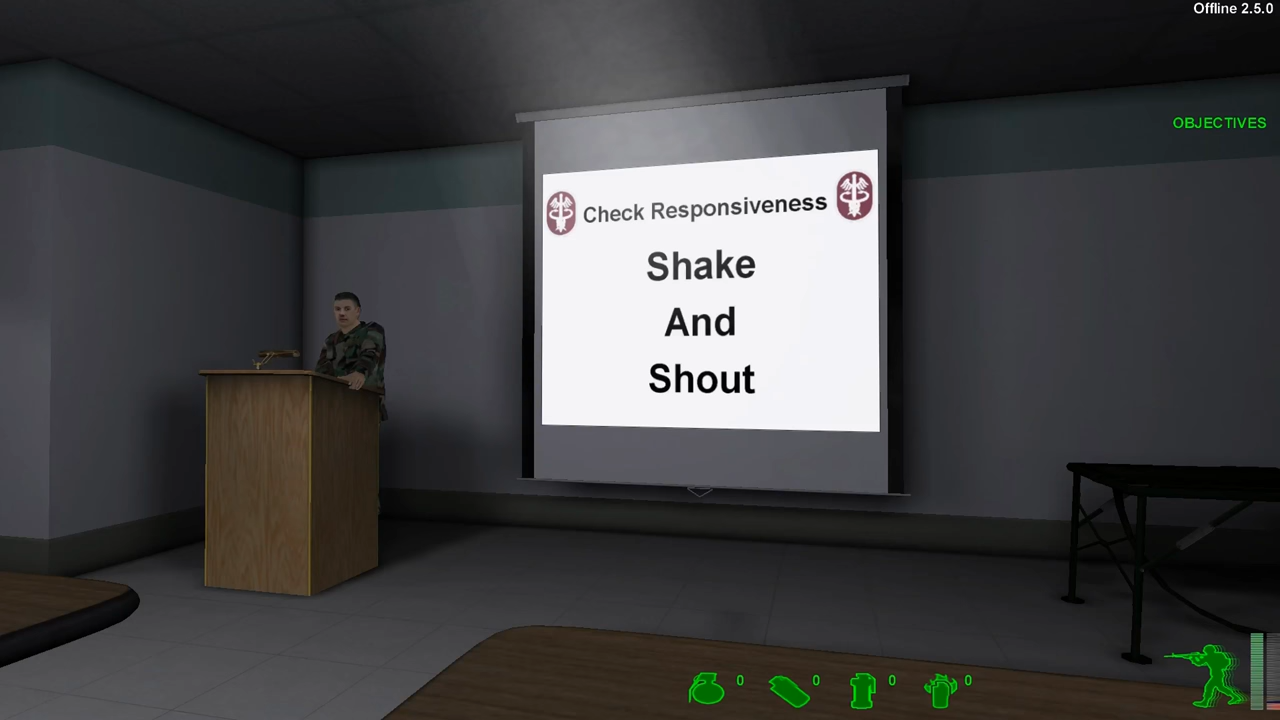 Offline 2.5.0
OBJECTIVES
Check Responsiveness
Shake
And
Shout
0 0 0 0